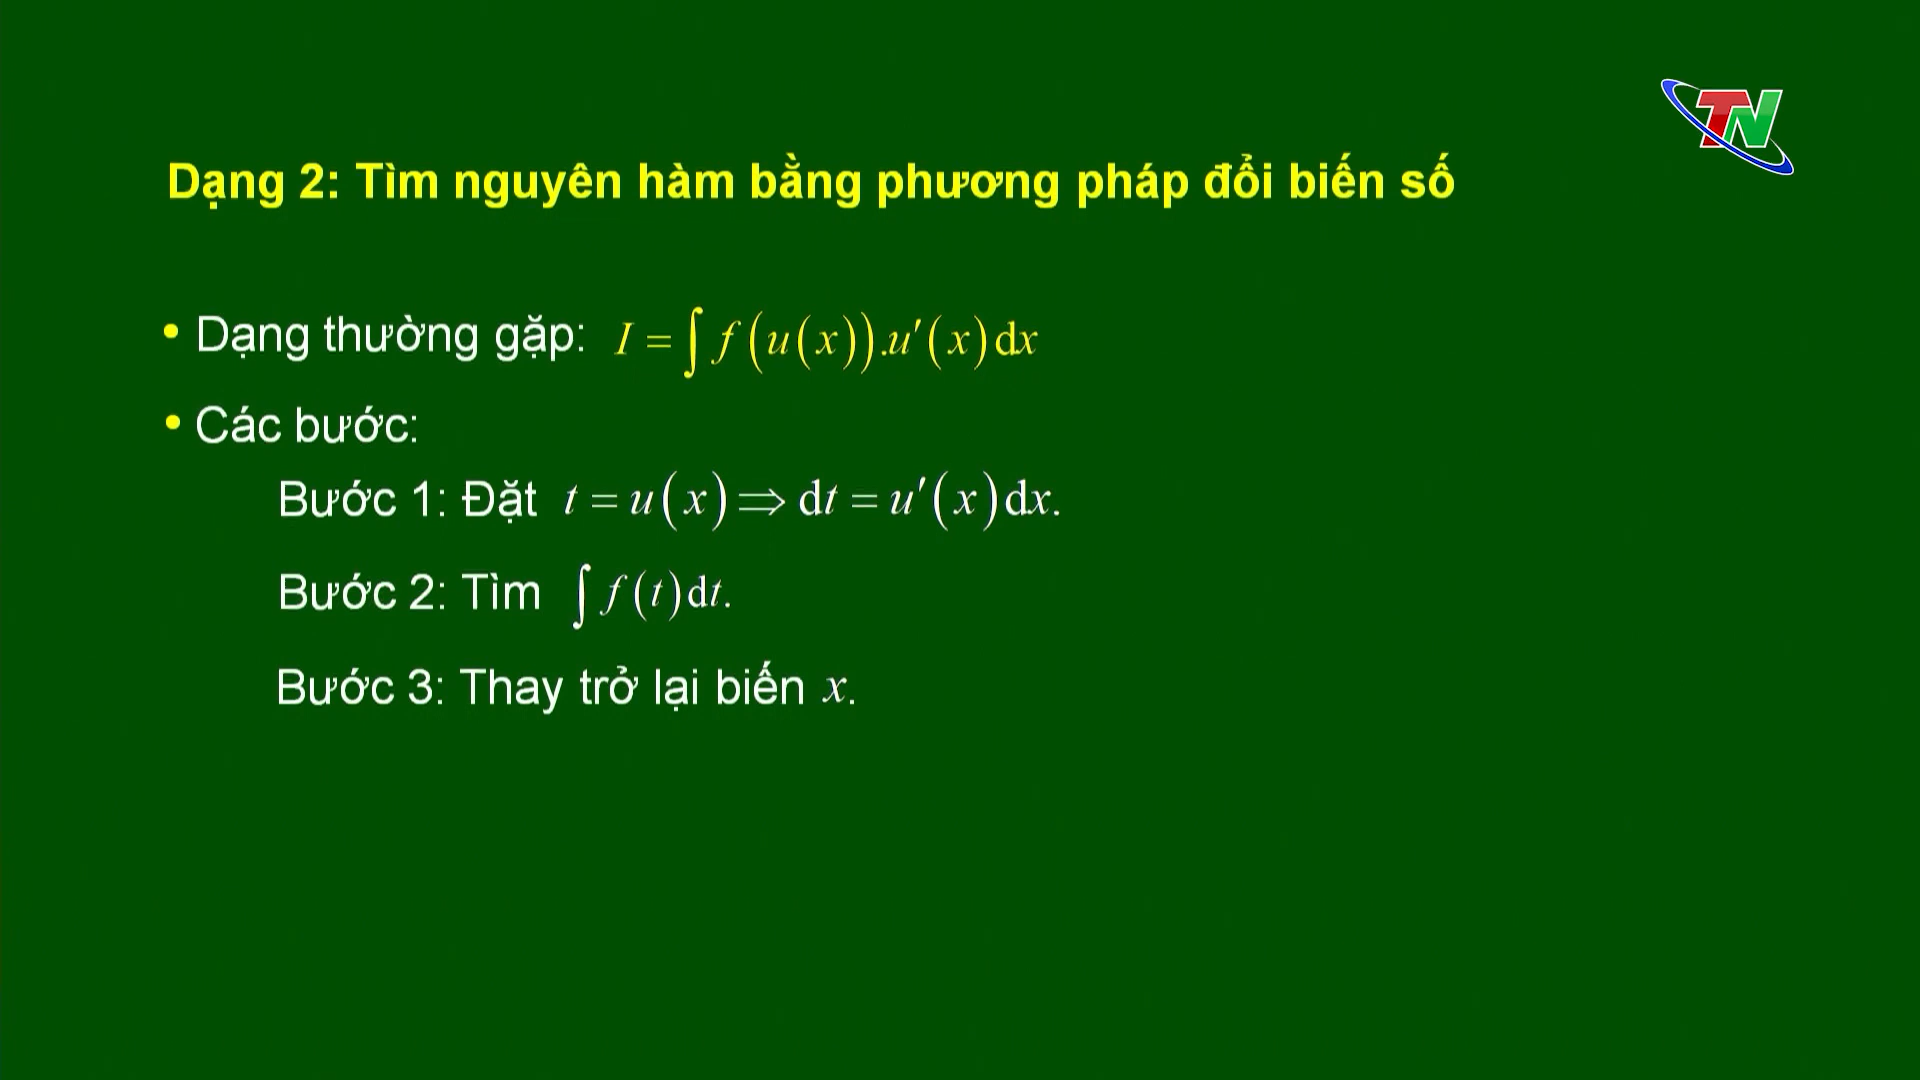 TN
Dạng 2: Tìm nguyên hàm bằng phương pháp đổi biến số
• Dạng thường gặp: I = ∫ f(u(x)).u′(x)dx
• Các bước:
Bước 1: Đặt t = u(x) ⇒ dt = u′(x)dx.
Bước 2: Tìm ∫ f(t)dt.
Bước 3: Thay trở lại biến x.